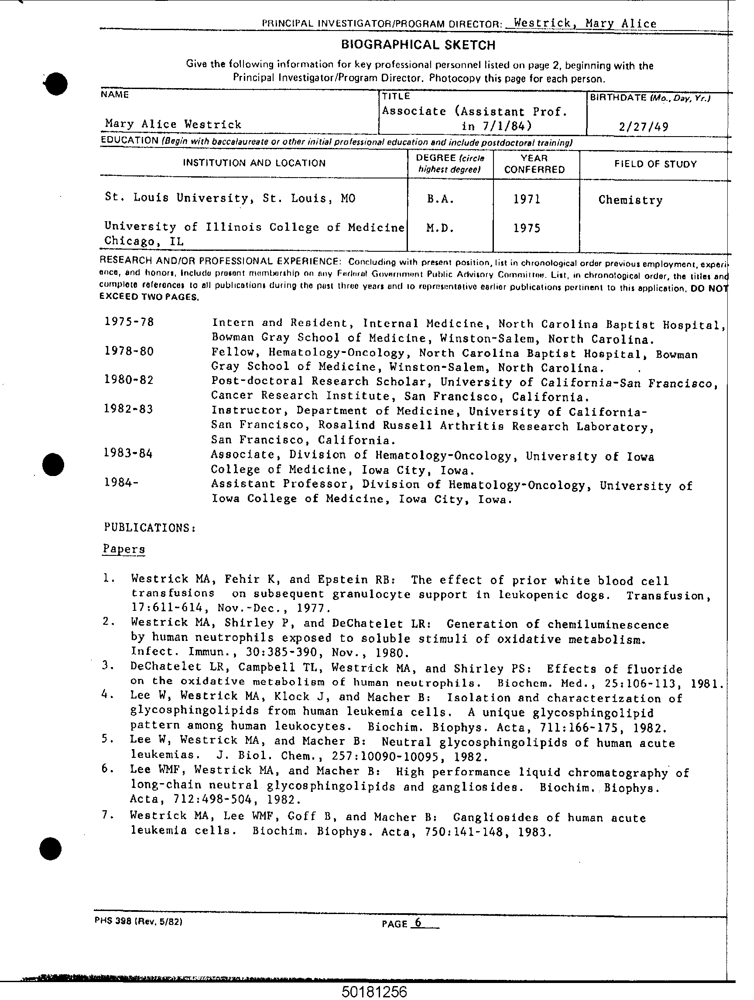 PRINCIPAL INVESTIGATOR/PROGRAM DIRECTOR: Westrick, Mary Alice
BIOGRAPHICAL SKETCH
Give the following information for key professional personnel listed on page 2, beginning with the
Principal Investigator/Program Director. Photocopy this page for each person.
NAME
TITLE
BIRTHDATE (Mo., Day, Yr.)
Mary Alice Westrick
Associate (Assistant Prof.
in 7/1/84)
2/27/49
EDUCATION (Begin with baccalaureate or other initial professional education and include postdoctoral training)
INSTITUTION AND LOCATION
DEGREE (circle
highest degree)
YEAR
CONFERRED
FIELD OF STUDY
St. Louis University, St. Louis, MO B.A. 1971 Chemistry
University of Illinois College of Medicine M.D. 1975
Chicago, IL
RESEARCH AND/OR PROFESSIONAL EXPERIENCE: Concluding with present position, list in chronological order previous employment, experi-
ence, and honors. Include present membership on any Federal Government Public Advisory Committee. List, in chronological order, the titles and
complete references to all publications during the past three years and to representative earlier publications pertinent to this application. DO NOT
EXCEED TWO PAGES.
1975-78 Intern and Resident, Internal Medicine, North Carolina Baptist Hospital,
Bowman Gray School of Medicine, Winston-Salem, North Carolina.
1978-80 Fellow, Hematology-Oncology, North Carolina Baptist Hospital, Bowman
Gray School of Medicine, Winston-Salem, North Carolina.
1980-82 Post-doctoral Research Scholar, University of California-San Francisco,
Cancer Research Institute, San Francisco, California.
1982-83 Instructor, Department of Medicine, University of California-
San Francisco, Rosalind Russell Arthritis Research Laboratory,
San Francisco, California.
1983-84 Associate, Division of Hematology-Oncology, University of Iowa
College of Medicine, Iowa City, Iowa.
1984- Assistant Professor, Division of Hematology-Oncology, University of
Iowa College of Medicine, Iowa City, Iowa.
PUBLICATIONS:
Papers
1. Westrick MA, Fehir K, and Epstein RB: The effect of prior white blood cell
transfusions on subsequent granulocyte support in leukopenic dogs. Transfusion,
17:611-614, Nov.-Dec., 1977.
2. Westrick MA, Shirley P, and DeChatelet LR: Generation of chemiluminescence
by human neutrophils exposed to soluble stimuli of oxidative metabolism.
Infect. Immun., 30:385-390, Nov., 1980.
3. DeChatelet LR, Campbell TL, Westrick MA, and Shirley PS: Effects of fluoride
on the oxidative metabolism of human neutrophils. Biochem. Med., 25:106-113, 1981.
4. Lee W, Westrick MA, Klock J, and Macher B: Isolation and characterization of
glycosphingolipids from human leukemia cells. A unique glycosphingolipid
pattern among human leukocytes. Biochim. Biophys. Acta, 711:166-175, 1982.
5. Lee W, Westrick MA, and Macher B: Neutral glycosphingolipids of human acute
leukemias. J. Biol. Chem., 257:10090-10095, 1982.
6. Lee WMF, Westrick MA, and Macher B: High performance liquid chromatography of
long-chain neutral glycosphingolipids and gangliosides. Biochim. Biophys.
Acta, 712:498-504, 1982.
7. Westrick MA, Lee WMF, Goff B, and Macher B: Gangliosides of human acute
leukemia cells. Biochim. Biophys. Acta, 750:141-148, 1983.
PHS 398 (Rev. 5/82)
PAGE 6
50181256